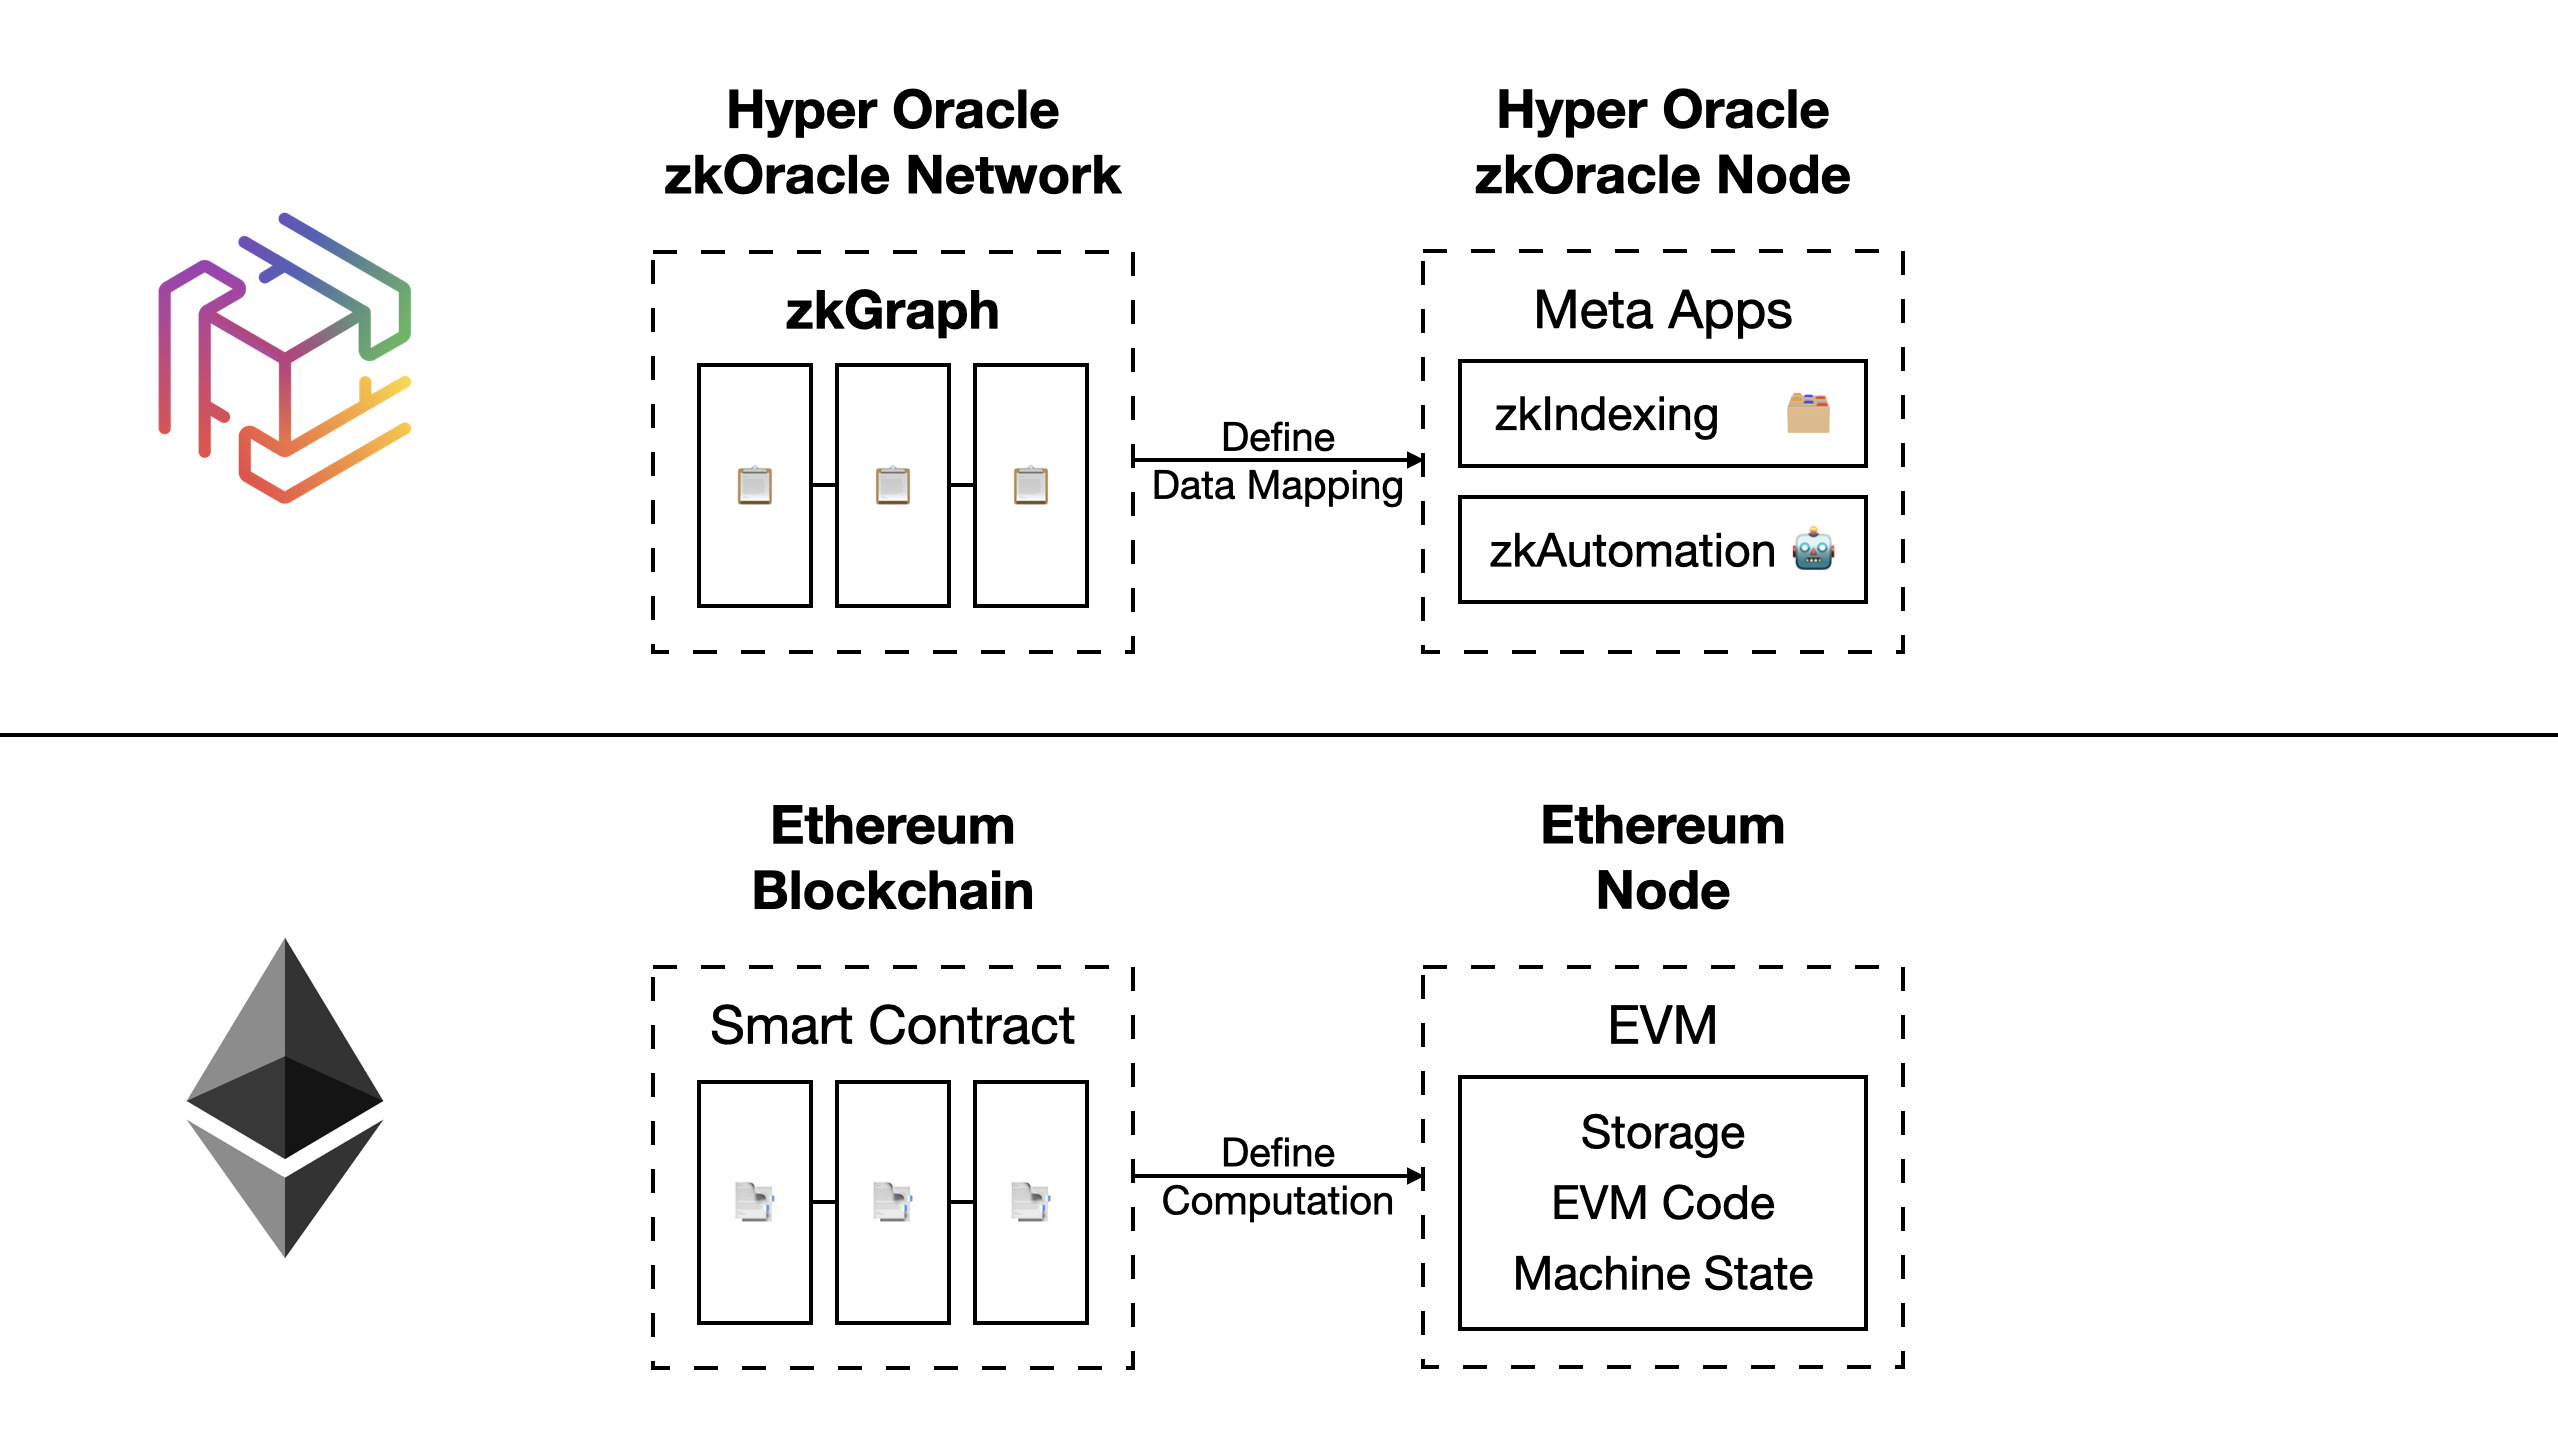 Hyper Oracle
zkOracle Network
Hyper Oracle
zkOracle Node
zkGraph
Meta Apps
zkIndexing
Define
Data Mapping
zkAutomation
Ethereum
Blockchain
Ethereum
Node
Smart Contract
EVM
Define
Computation
Storage
EVM Code
Machine State